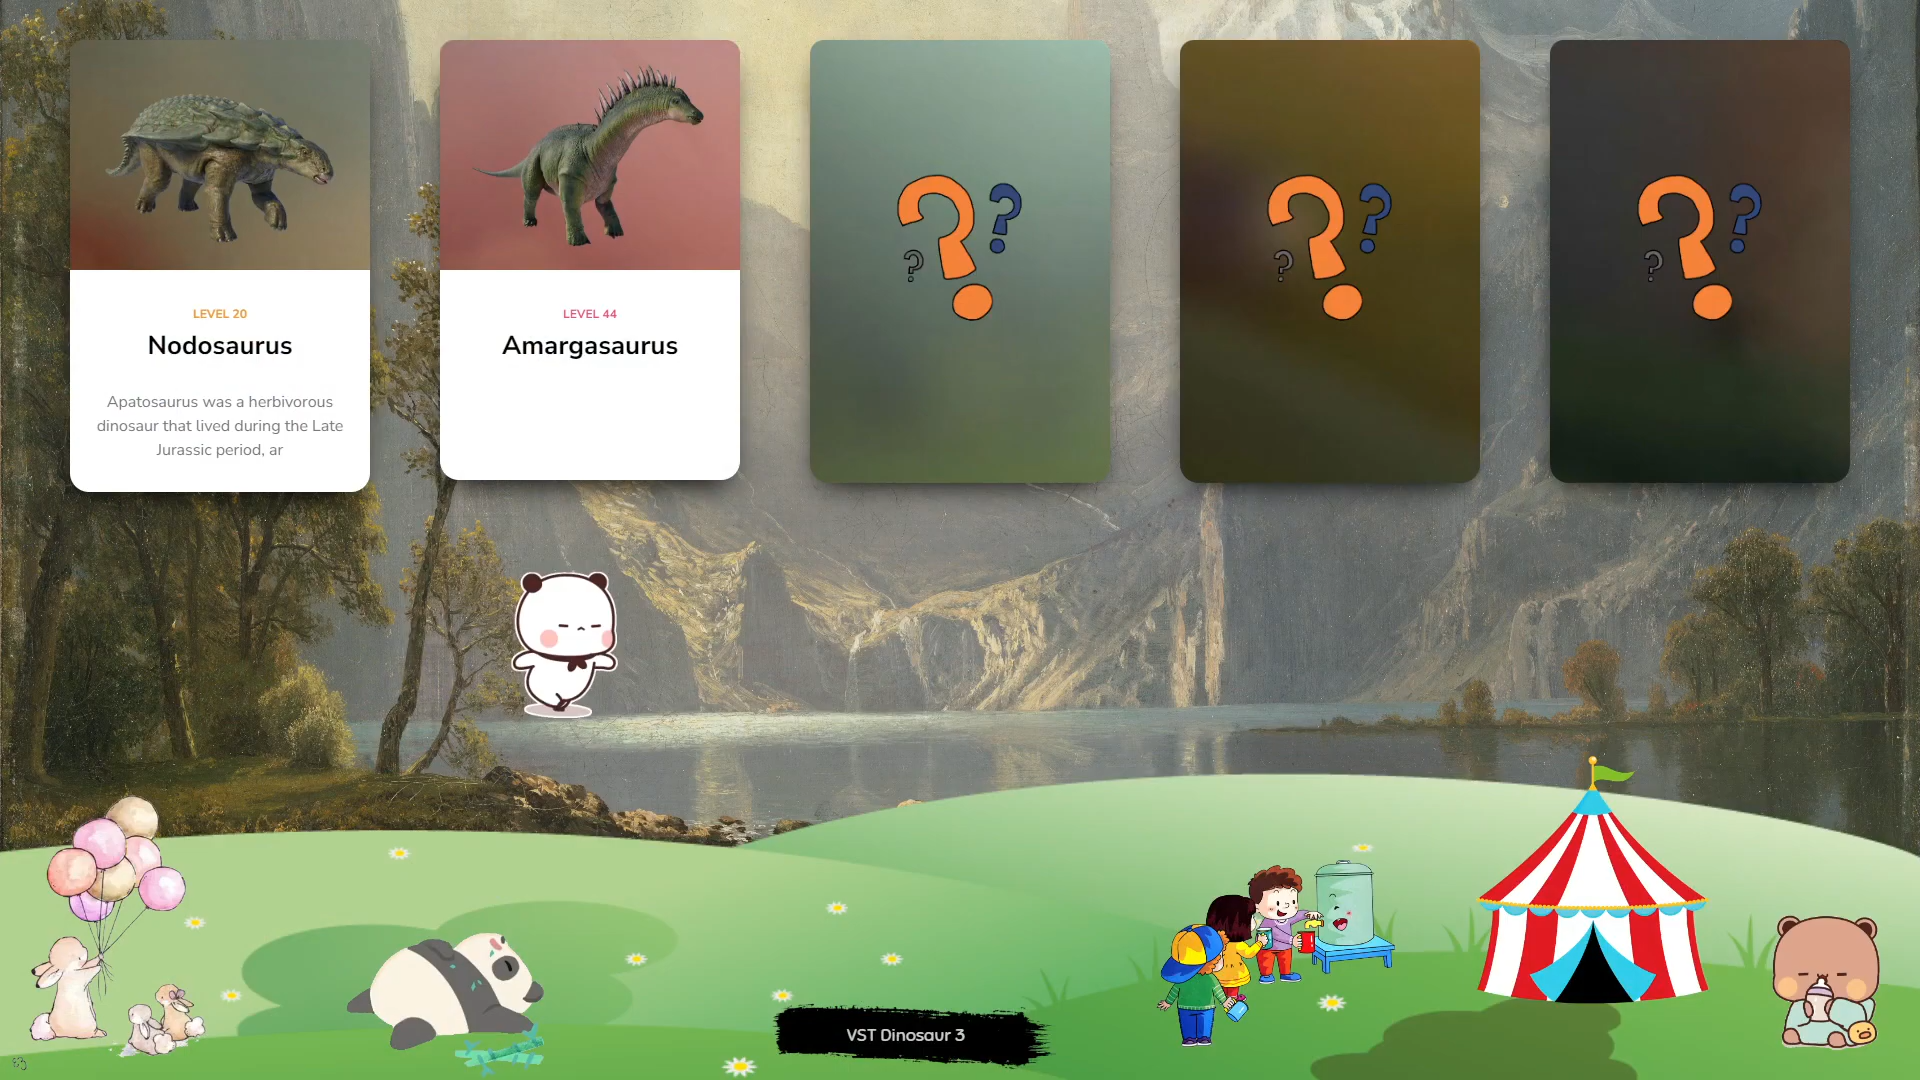 LEVEL 20
Nodosaurus
Apatosaurus was a herbivorous
dinosaur that lived during the Late
Jurassic period, ar
LEVEL 44
Amargasaurus
? ? ?
? ? ?
? ? ?
VST Dinosaur 3